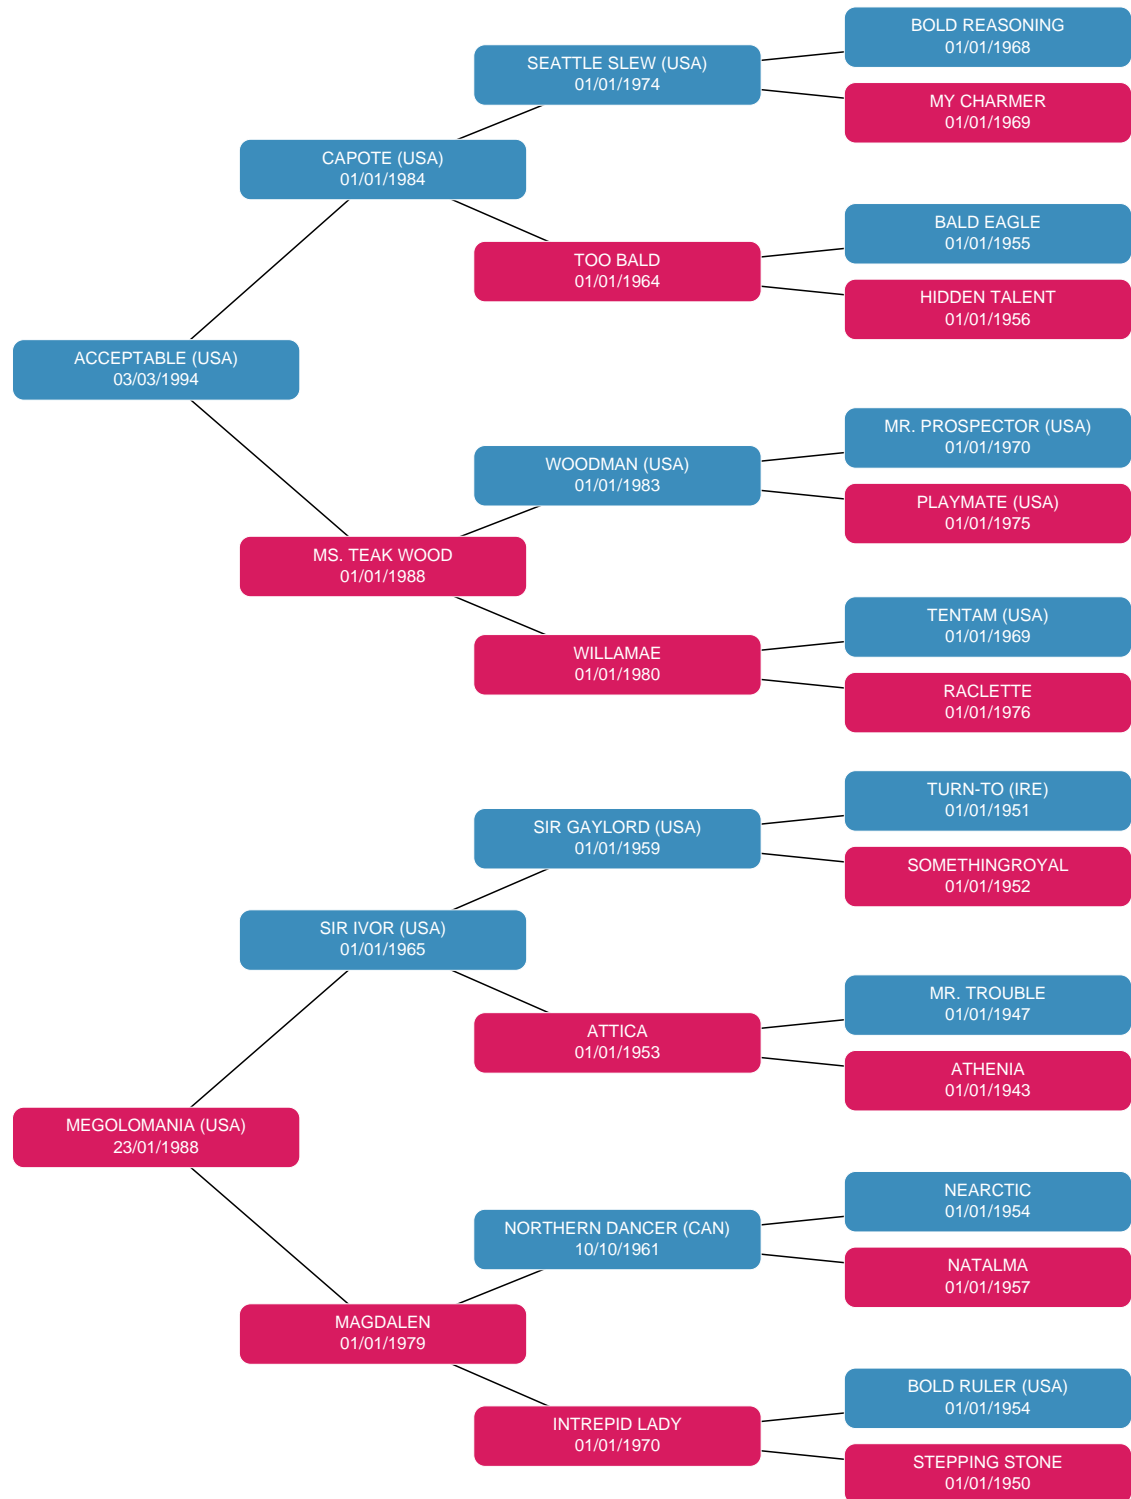 BOLD REASONING
01/01/1968
SEATTLE SLEW (USA)
01/01/1974
MY CHARMER
01/01/1969
CAPOTE (USA)
01/01/1984
BALD EAGLE
01/01/1955
TOO BALD
01/01/1964
HIDDEN TALENT
01/01/1956
ACCEPTABLE (USA)
03/03/1994
MR. PROSPECTOR (USA)
01/01/1970
WOODMAN (USA)
01/01/1983
PLAYMATE (USA)
01/01/1975
MS. TEAK WOOD
01/01/1988
TENTAM (USA)
01/01/1969
WILLAMAE
01/01/1980
RACLETTE
01/01/1976
TURN-TO (IRE)
01/01/1951
SIR GAYLORD (USA)
01/01/1959
SOMETHINGROYAL
01/01/1952
SIR IVOR (USA)
01/01/1965
MR. TROUBLE
01/01/1947
ATTICA
01/01/1953
ATHENIA
01/01/1943
MEGOLOMANIA (USA)
23/01/1988
NEARCTIC
01/01/1954
NORTHERN DANCER (CAN)
10/10/1961
NATALMA
01/01/1957
MAGDALEN
01/01/1979
BOLD RULER (USA)
01/01/1954
INTREPID LADY
01/01/1970
STEPPING STONE
01/01/1950